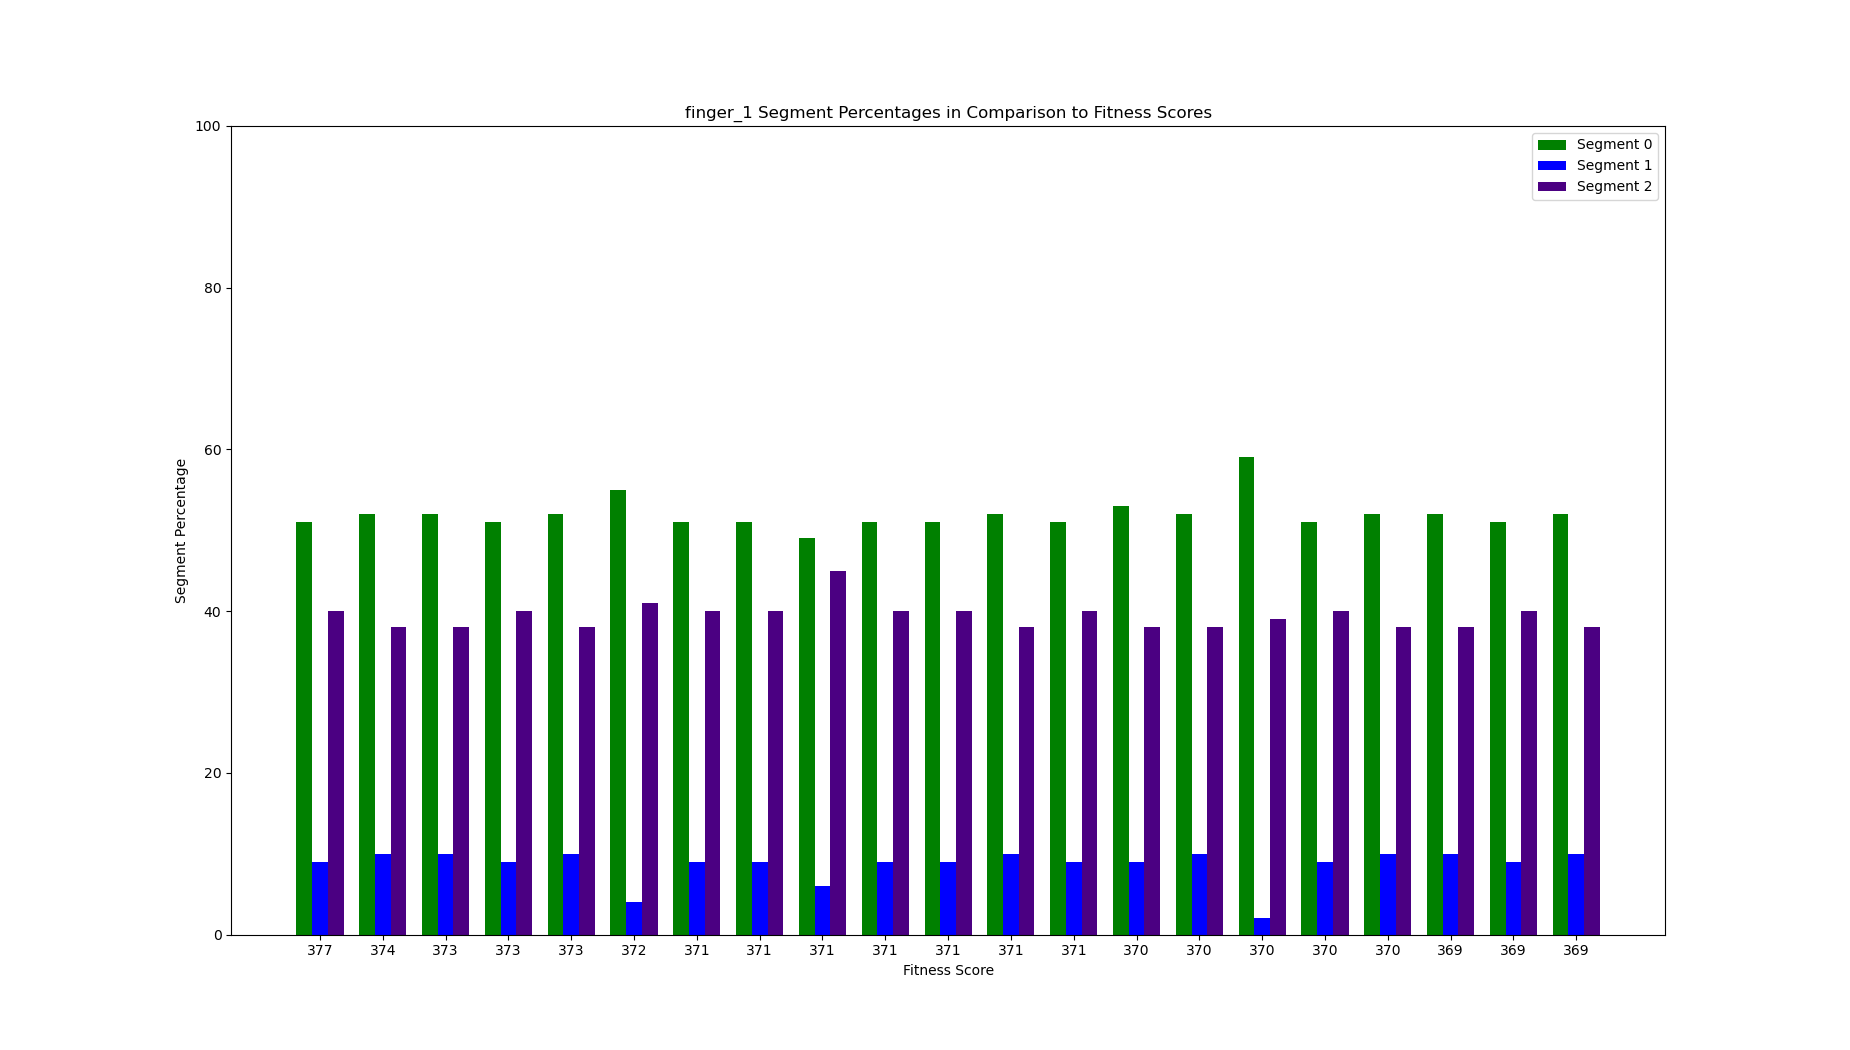 finger_1 Segment Percentages in Comparison to Fitness Scores
Segment 0
Segment 1
Segment 2
100
80
60
40
20
0
Segment Percentage
377 374 373 373 373 372 371 371 371 371 371 371 371 370 370 370 370 370 369 369 369
Fitness Score